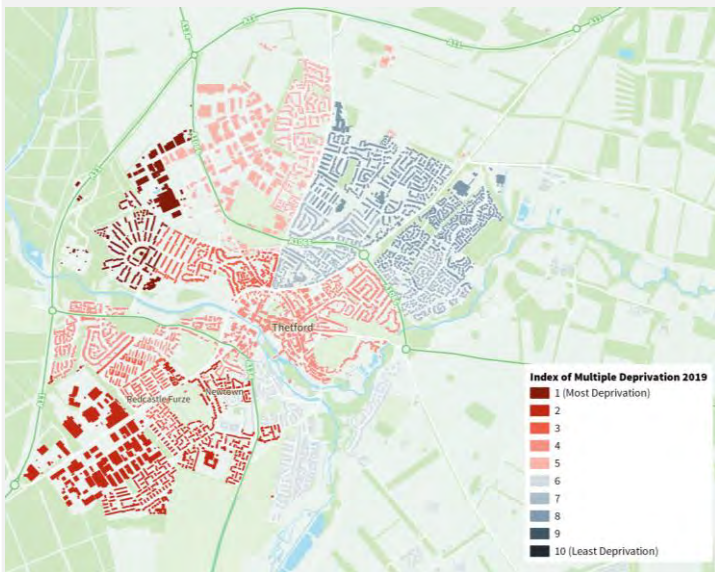 Thetford
Redcastle Furze
Newtown
Index of Multiple Deprivation 2019
1 (Most Deprivation)
2
3
4
5
6
7
8
9
10 (Least Deprivation)